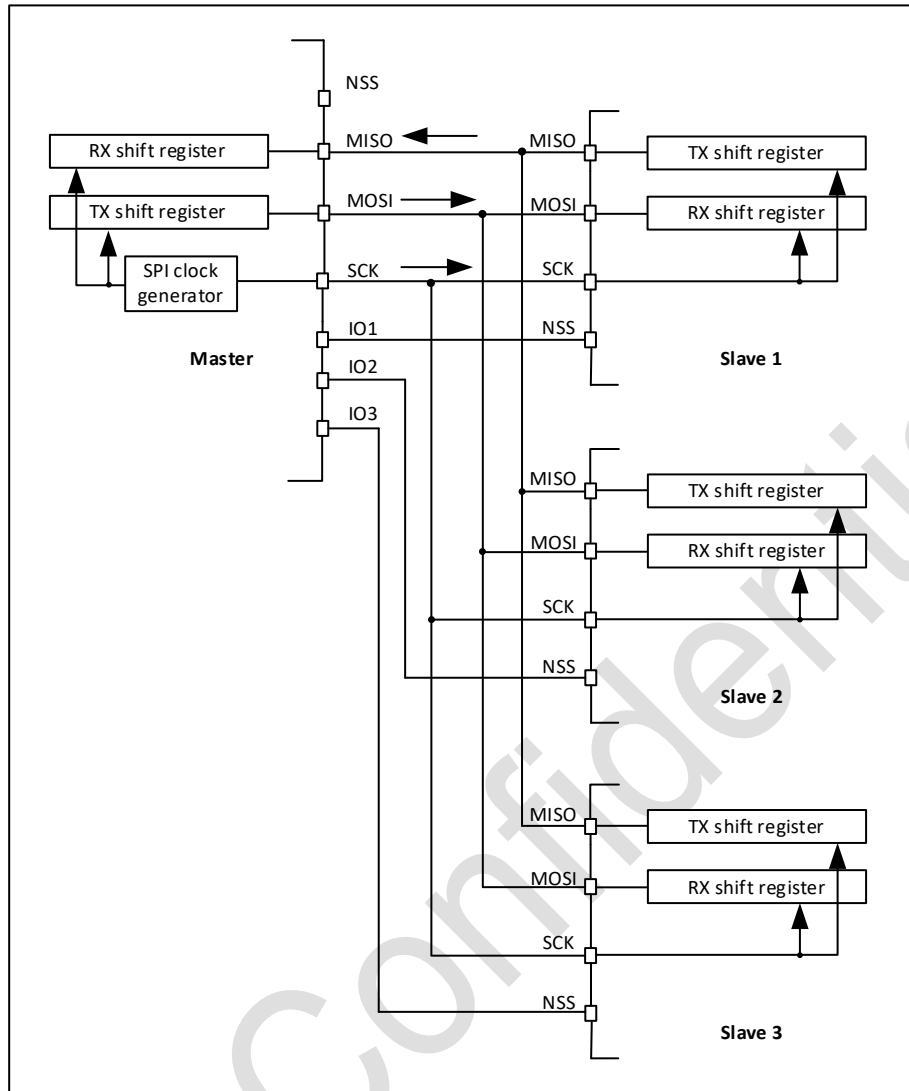 NSS
MISO
MISO
RX shift register
TX shift register
MOSI
MOSI
TX shift register
RX shift register
SCK
SCK
SPI clock
generator
IO1
NSS
Master
Slave 1
IO2
IO3
MISO
TX shift register
MOSI
RX shift register
SCK
NSS
Slave 2
MISO
TX shift register
MOSI
RX shift register
SCK
NSS
Slave 3